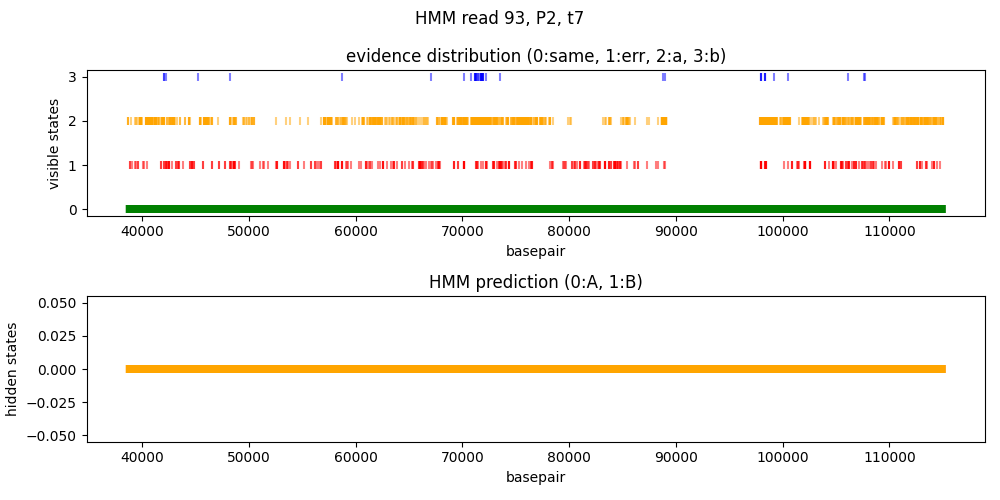 HMM read 93, P2, t7
evidence distribution (0:same, 1:err, 2:a, 3:b)
visible states
3
2
1
0
40000 50000 60000 70000 80000 90000 100000 110000
basepair
HMM prediction (0:A, 1:B)
hidden states
0.050
0.025
0.000
−0.025
−0.050
40000 50000 60000 70000 80000 90000 100000 110000
basepair